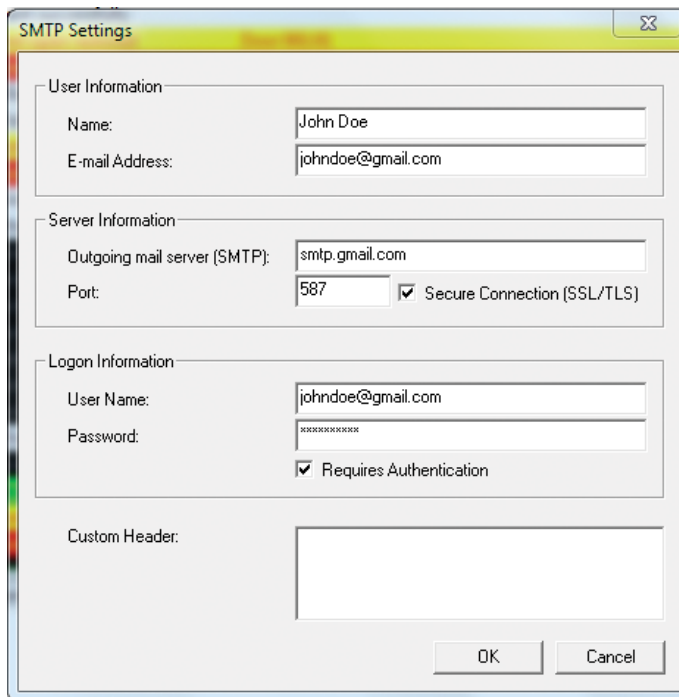 SMTP Settings
User Information
Name: John Doe
E-mail Address: johndoe@gmail.com
Server Information
Outgoing mail server (SMTP): smtp.gmail.com
Port: 587 Secure Connection (SSL/TLS)
Logon Information
User Name: johndoe@gmail.com
Password: **********
Requires Authentication
Custom Header:
OK Cancel